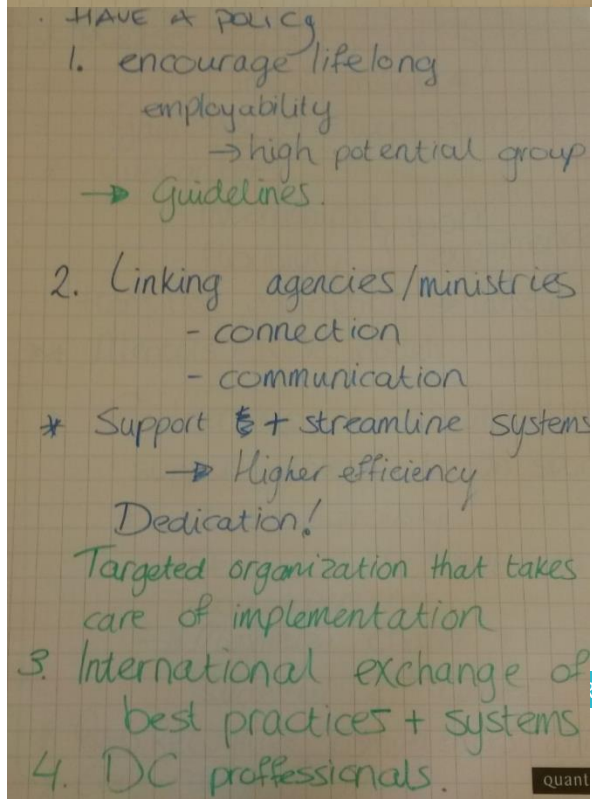 · HAVE A POLICY
1. encourage lifelong
employability
→ high potential group
→ Guidelines.
2. Linking agencies/ministries
- connection
- communication
* Support + streamline systems
→ Higher efficiency
Dedication!
Targeted organization that takes
care of implementation
3. International exchange of
best practices + systems
4. DC proffessionals.
quant